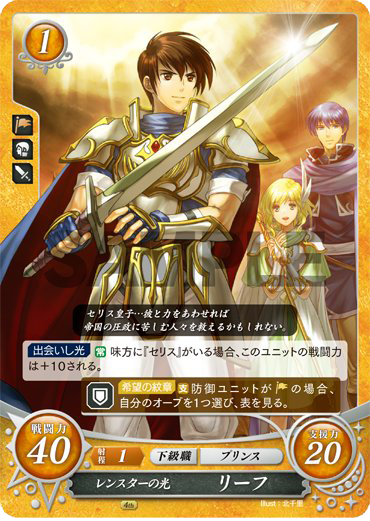 1
SAMPLE
セリス皇子…彼と力をあわせれば
帝国の圧政に苦しむ人々を救えるかもしれない。
出会いし光 常 味方に『セリス』がいる場合、このユニットの戦闘力
は+10される。
希望の紋章 支 防御ユニットが の場合、
自分のオーブを1つ選び、表を見る。
戦闘力
40
射程 1
下級職
プリンス
支援力
20
レンスターの光 リーフ
4th
Illust:北千里